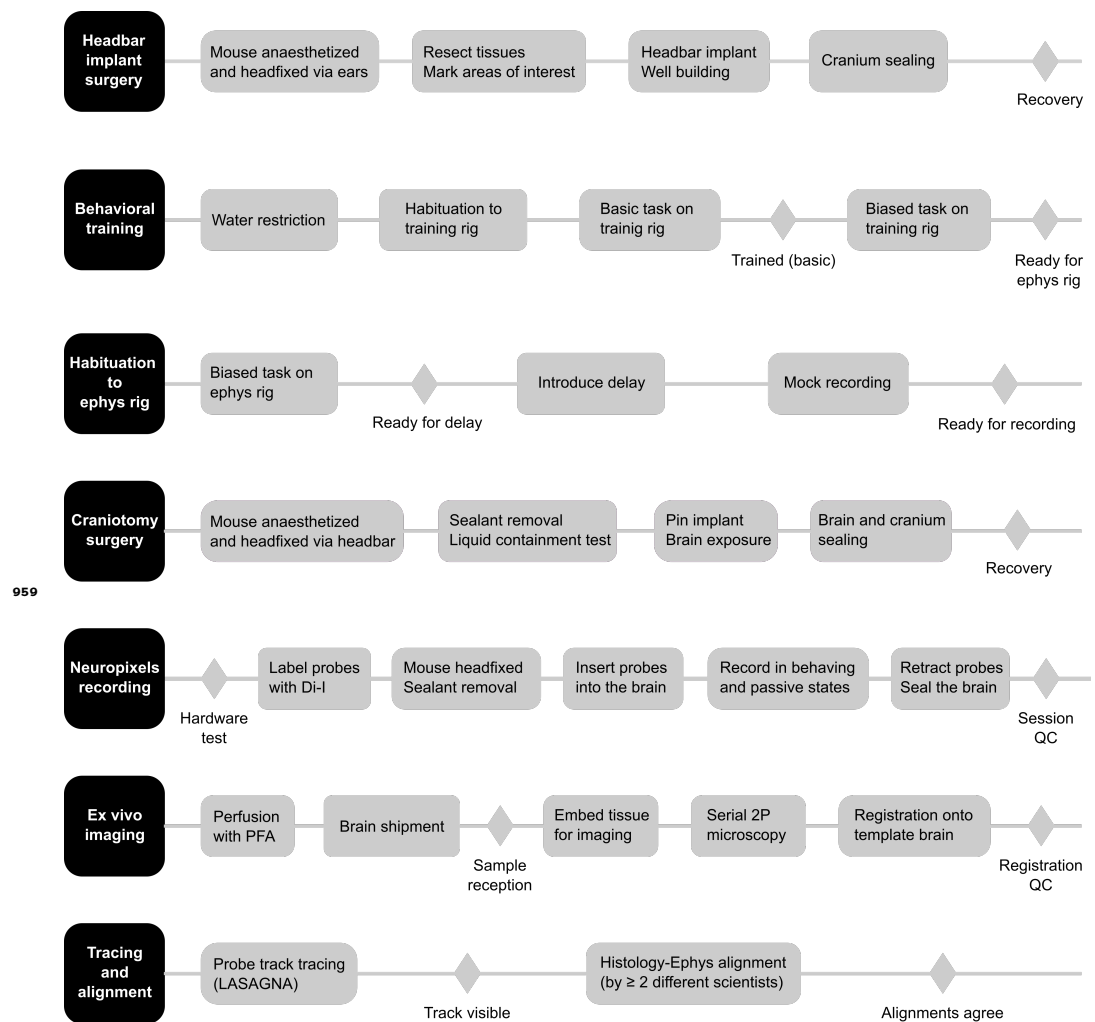 Headbar
implant
surgery
Mouse anaesthetized
and headfixed via ears
Resect tissues
Mark areas of interest
Headbar implant
Well building
Cranium sealing
Recovery
Behavioral
training
Water restriction
Habituation to
training rig
Basic task on
trainig rig
Trained (basic)
Biased task on
training rig
Ready for
ephys rig
Habituation
to
ephys rig
Biased task on
ephys rig
Ready for delay
Introduce delay
Mock recording
Ready for recording
Craniotomy
surgery
Mouse anaesthetized
and headfixed via headbar
Sealant removal
Liquid containment test
Pin implant
Brain exposure
Brain and cranium
sealing
Recovery
959
Neuropixels
recording
Hardware
test
Label probes
with Di-I
Mouse headfixed
Sealant removal
Insert probes
into the brain
Record in behaving
and passive states
Retract probes
Seal the brain
Session
QC
Ex vivo
imaging
Perfusion
with PFA
Brain shipment
Sample
reception
Embed tissue
for imaging
Serial 2P
microscopy
Registration onto
template brain
Registration
QC
Tracing
and
alignment
Probe track tracing
(LASAGNA)
Track visible
Histology-Ephys alignment
(by ≥ 2 different scientists)
Alignments agree